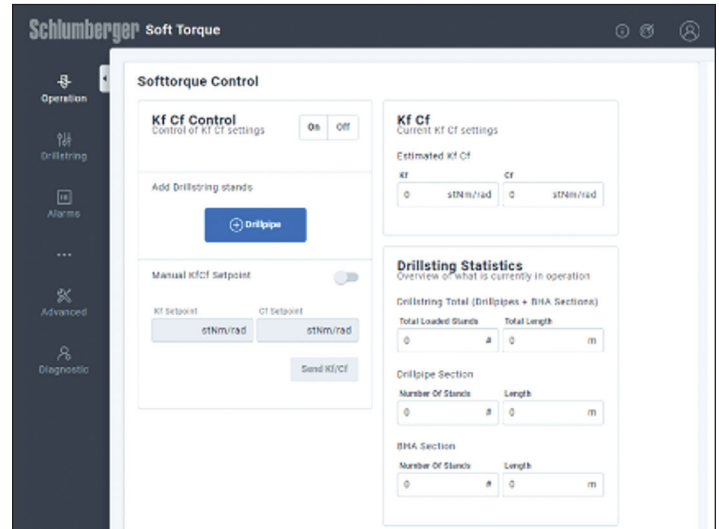 Schlumberger Soft Torque
Operation
Drillstring
Alarms
Advanced
Diagnostic
Softtorque Control
Kf Cf Control
Control of Kf Cf settings
On Off
Add Drillstring stands
Drillpipe
Manual KfCf Setpoint
Kf Setpoint Cf Setpoint
stNm/rad stNm/rad
Send Kf/Cf
Kf Cf
Current Kf Cf settings
Estimated Kf Cf
Kf Cf
0 stNm/rad 0 stNm/rad
Drillsting Statistics
Overview of what is currently in operation
Drillstring Total (Drillpipes + BHA Sections)
Total Loaded Stands Total Length
0 # 0 m
Drillpipe Section
Number Of Stands Length
0 # 0 m
BHA Section
Number Of Stands Length
0 # 0 m